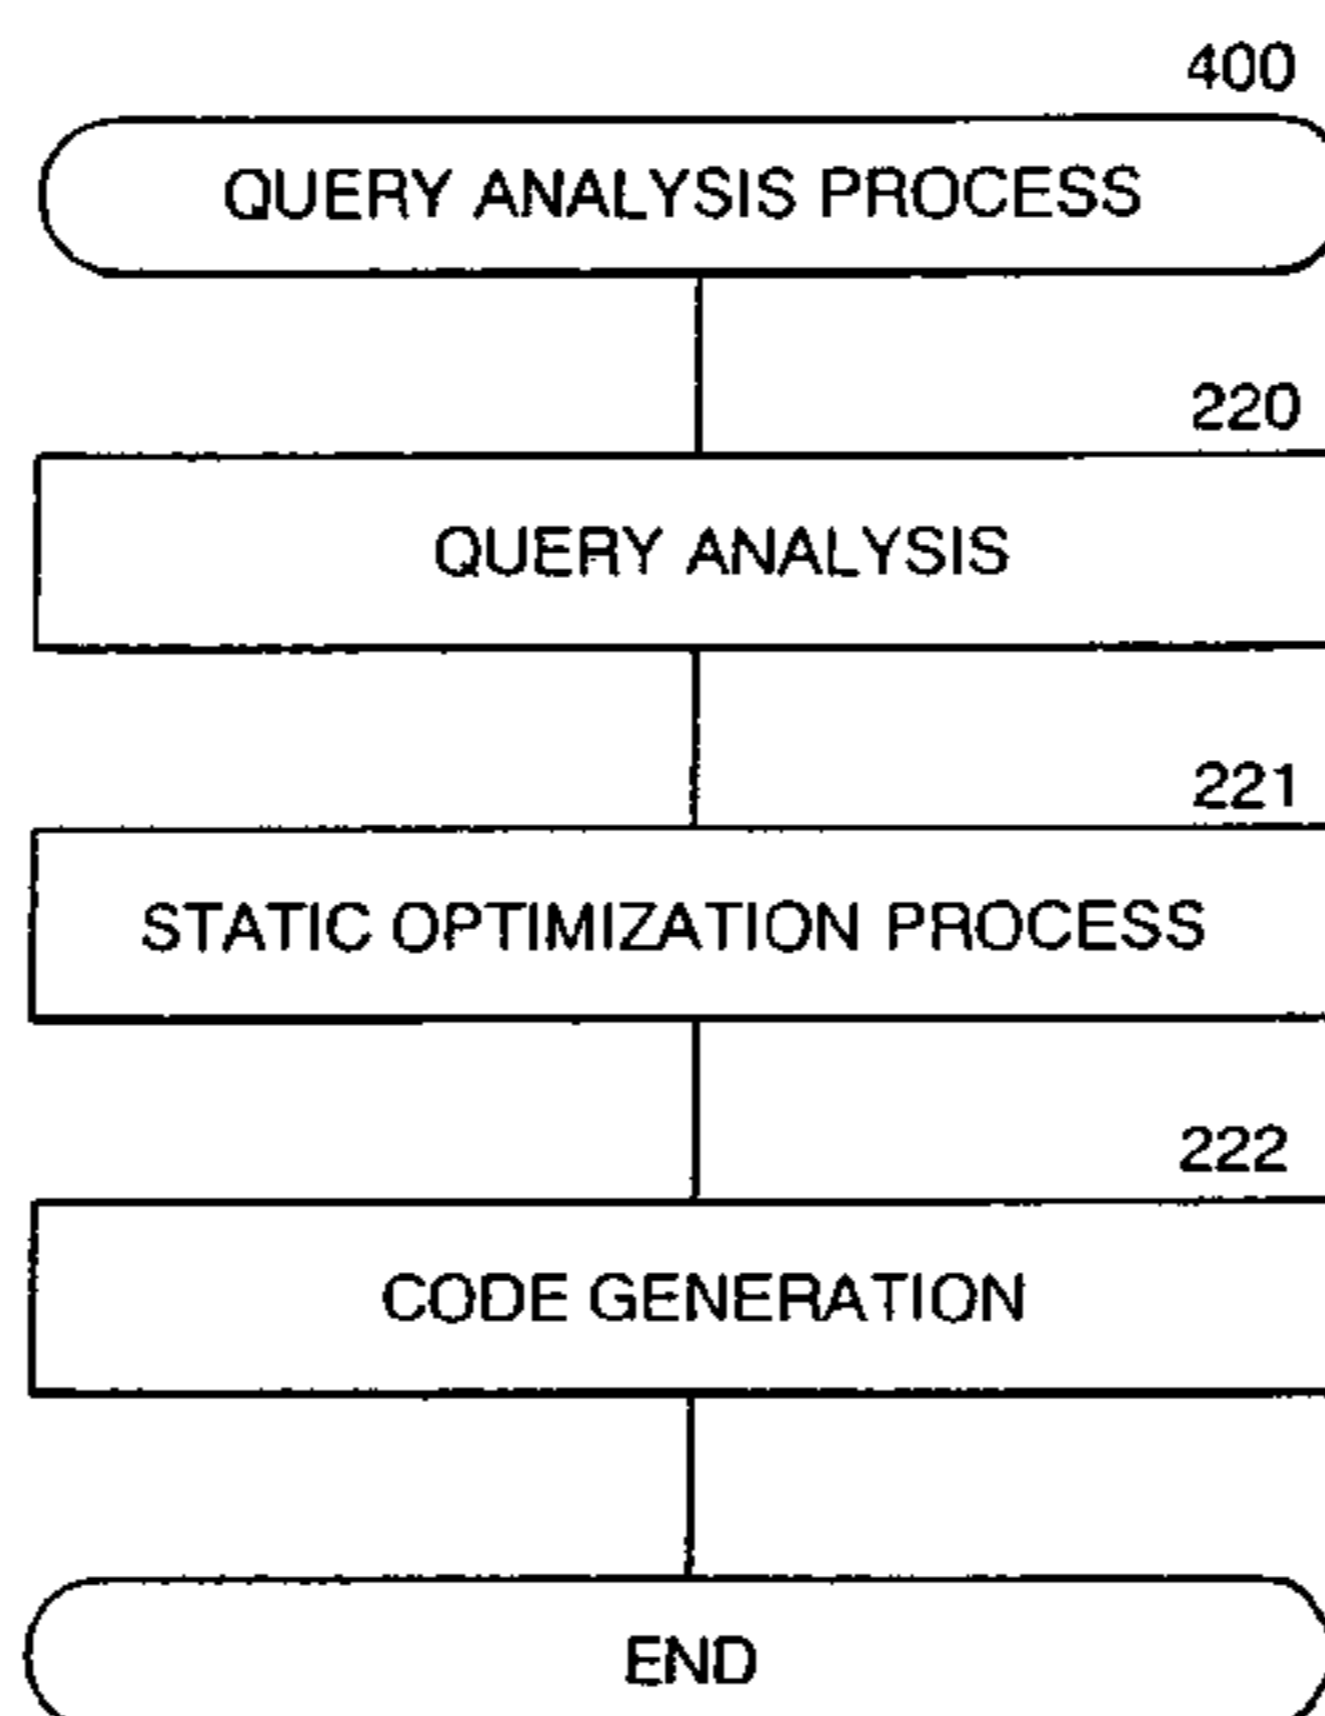 400
QUERY ANALYSIS PROCESS
220
QUERY ANALYSIS
221
STATIC OPTIMIZATION PROCESS
222
CODE GENERATION
END